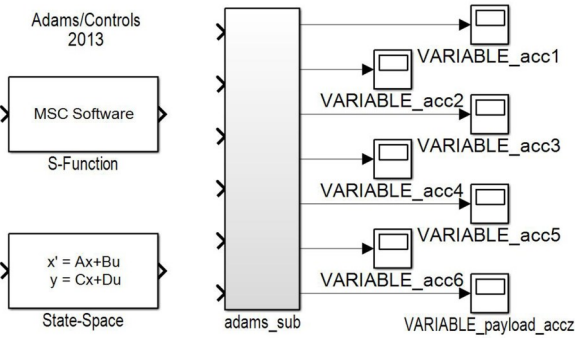 Adams/Controls
2013
MSC Software
S-Function
x' = Ax+Bu
y = Cx+Du
State-Space
adams_sub
VARIABLE_acc1
VARIABLE_acc2
VARIABLE_acc3
VARIABLE_acc4
VARIABLE_acc5
VARIABLE_acc6
VARIABLE_payload_accz